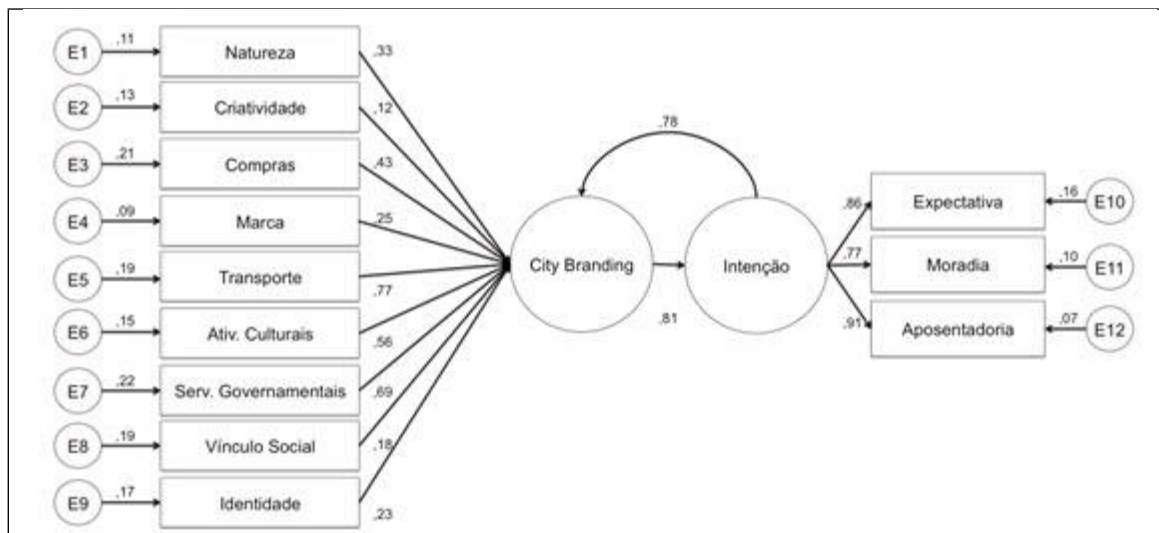 E1
,11
Natureza
,33
E2
,13
Criatividade
,12
E3
,21
Compras
,43
E4
,09
Marca
,25
E5
,19
Transporte
,77
E6
,15
Ativ. Culturais
,56
E7
,22
Serv. Governamentais
,69
E8
,19
Vínculo Social
,18
E9
,17
Identidade
,23
City Branding
,78
,81
Intenção
,86
Expectativa
,16
E10
,77
Moradia
,10
E11
,91
Aposentadoria
,07
E12